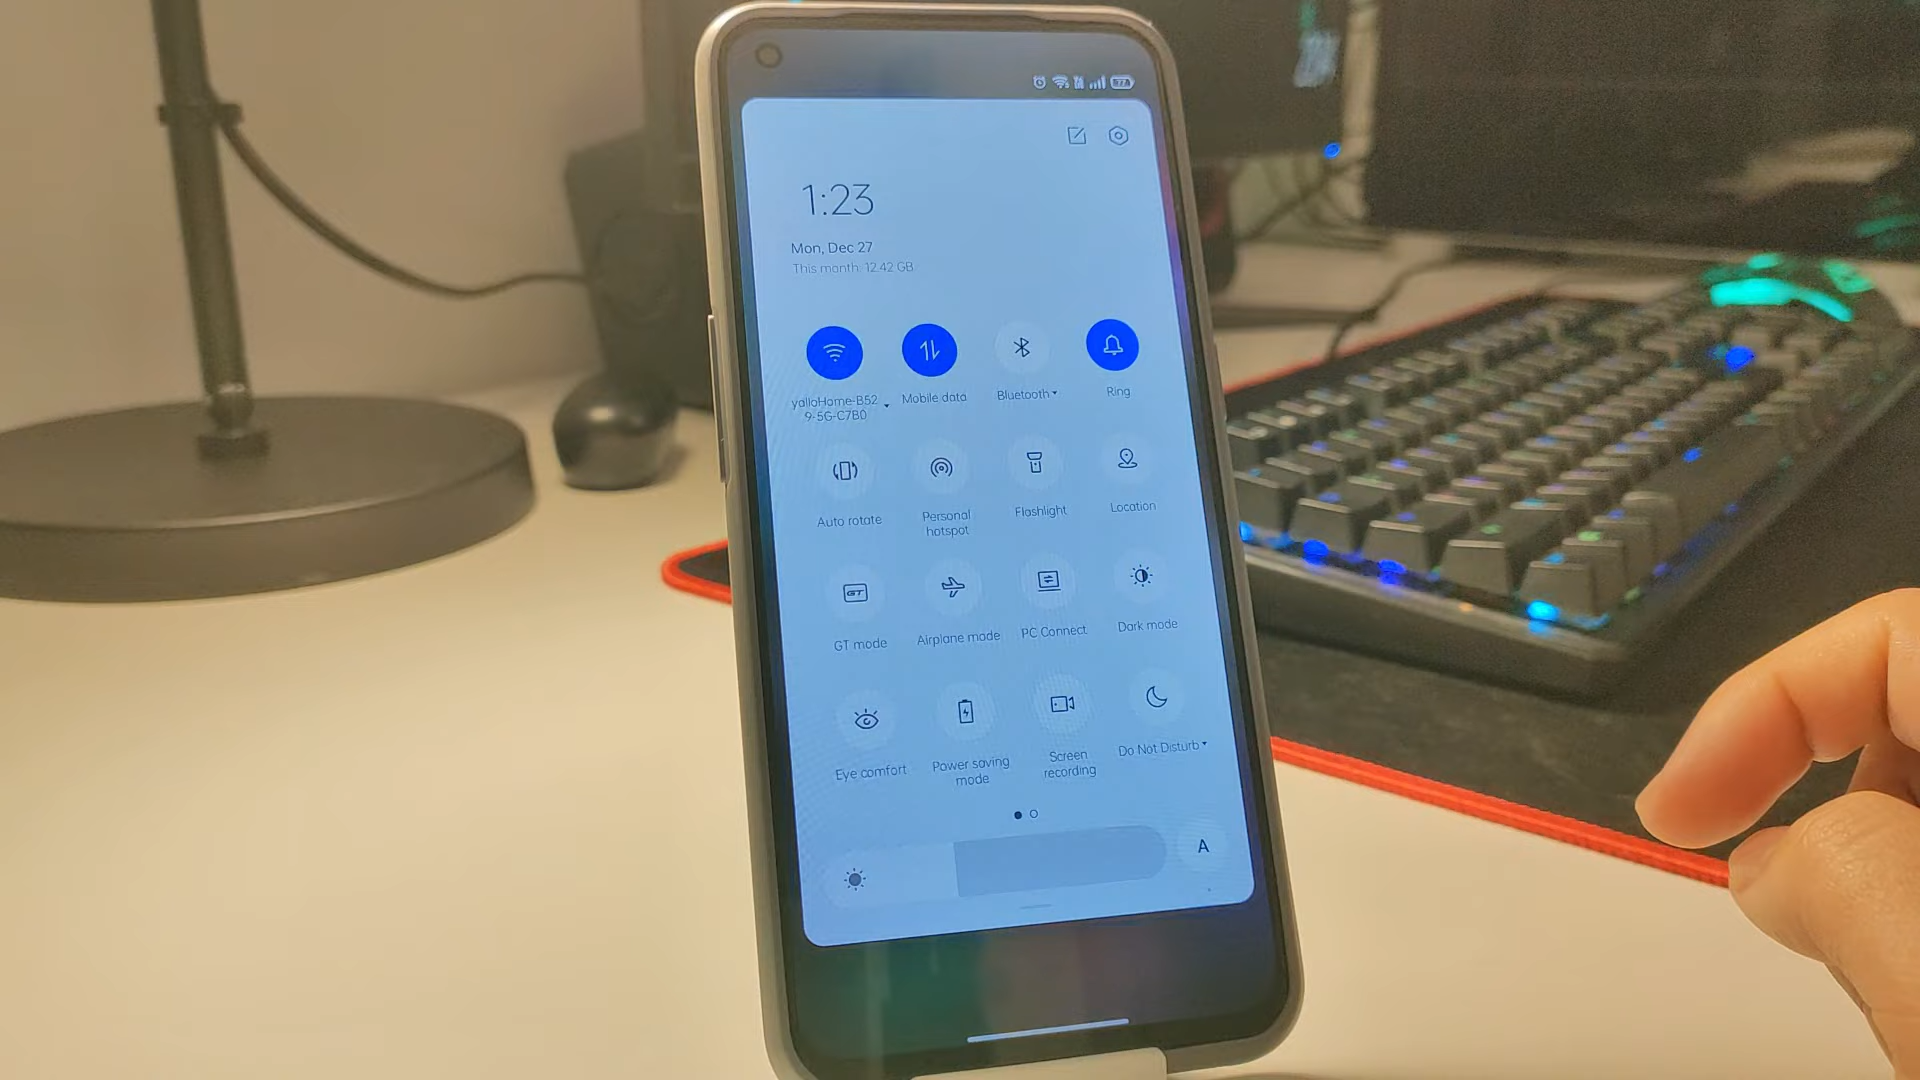 1:23
Mon, Dec 27
This month: 12.42 GB
yalloHome-B52
9-5G-C7B0
Mobile data
Bluetooth
Ring
Auto rotate
Personal
hotspot
Flashlight
Location
GT
GT mode
Airplane mode
PC Connect
Dark mode
Eye comfort
Power saving
mode
Screen
recording
Do Not Disturb
A